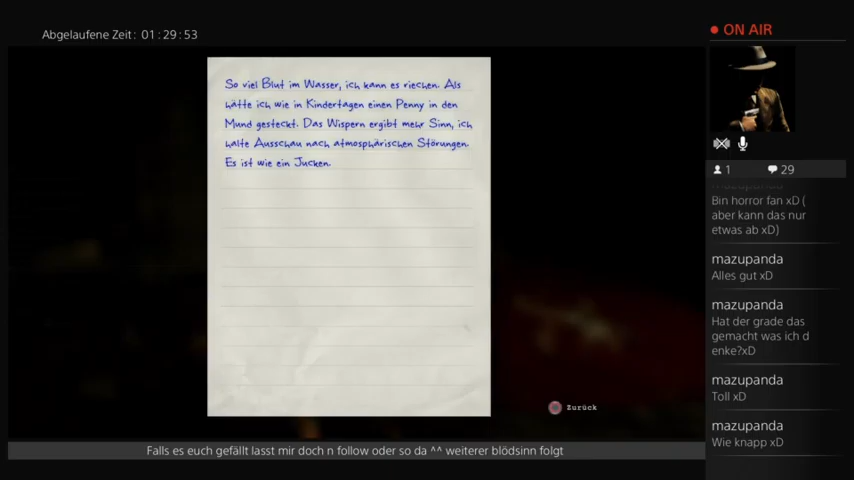 Abgelaufene Zeit: 01:29:53
ON AIR
So viel Blut im Wasser, ich kann es riechen. Als
hätte ich wie in Kindertagen einen Penny in den
Mund gesteckt. Das Wispern ergibt mehr Sinn, ich
halte Ausschau nach atmosphärischen Störungen.
Es ist wie ein Jucken.
Zurück
1
29
Bin horror fan xD (
aber kann das nur
etwas ab xD)
mazupanda
Alles gut xD
mazupanda
Hat der grade das
gemacht was ich d
enke?xD
mazupanda
Toll xD
mazupanda
Wie knapp xD
Falls es euch gefällt lasst mir doch n follow oder so da ^^ weiterer blödsinn folgt